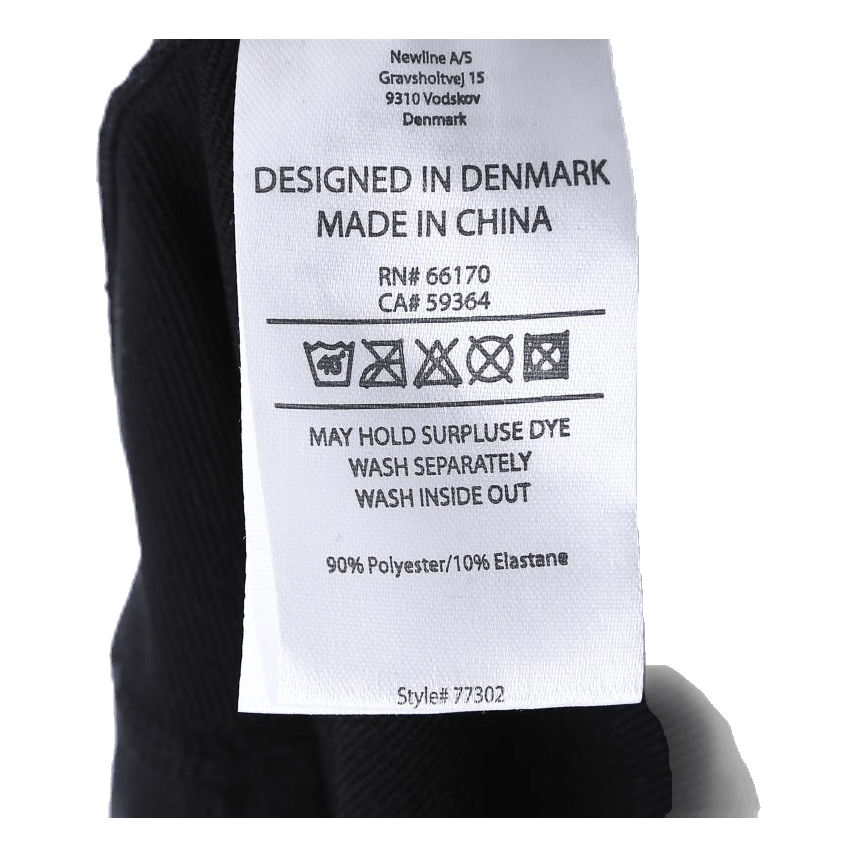 Newline A/S
Gravsholtvej 15
9310 Vodskov
Denmark
DESIGNED IN DENMARK
MADE IN CHINA
RN# 66170
CA# 59364
40°
MAY HOLD SURPLUSE DYE
WASH SEPARATELY
WASH INSIDE OUT
90% Polyester/10% Elastane
Style# 77302